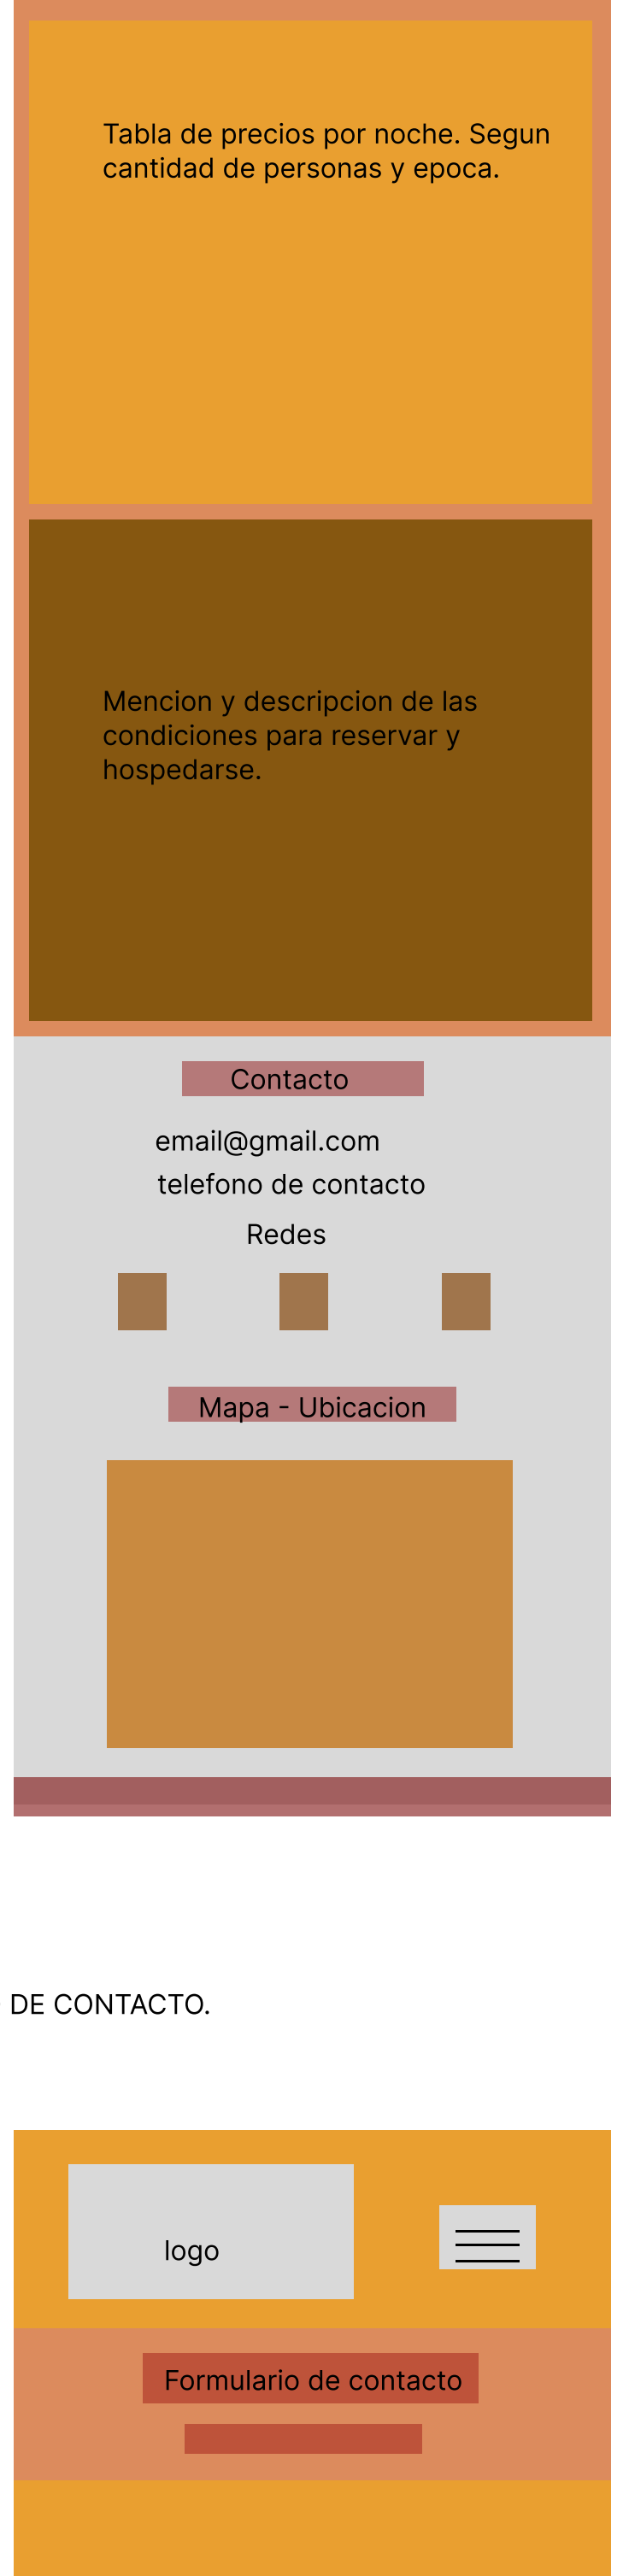 Tabla de precios por noche. Segun
cantidad de personas y epoca.
Mencion y descripcion de las
condiciones para reservar y
hospedarse.
Contacto
email@gmail.com
telefono de contacto
Redes
Mapa - Ubicacion
DE CONTACTO.
logo
Formulario de contacto